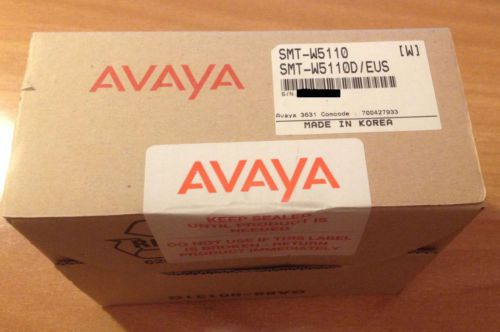 AVAYA
SMT-W5110 [W]
SMT-W5110D/EUS
S/N:
Avaya 3631 Comcode : 700427933
MADE IN KOREA
AVAYA
KEEP SEALED
UNTIL PRODUCT IS
NEEDED
DO NOT USE IF THIS LABEL
IS BROKEN - RETURN
PRODUCT IMMEDIATELY